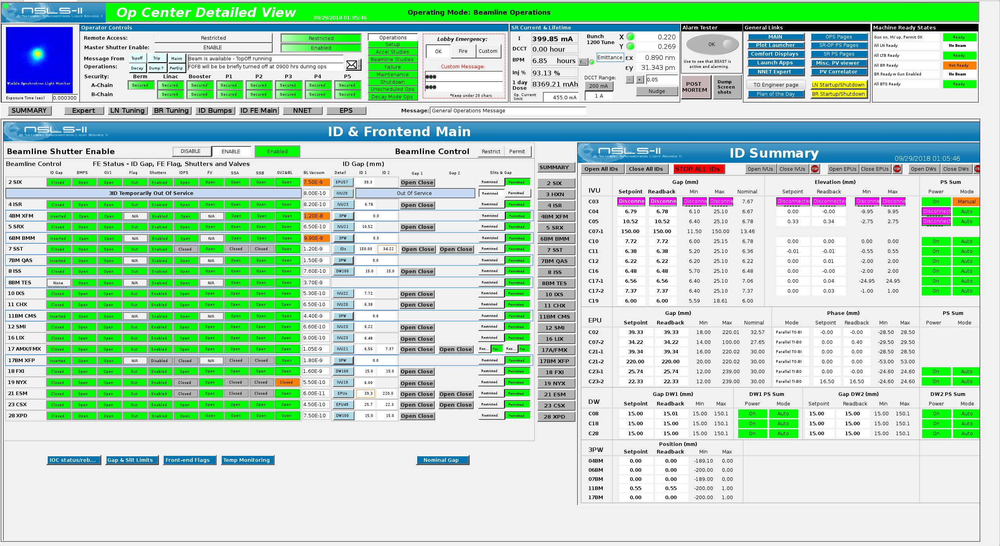 NSLS-II
National Synchrotron Light Source II
Op Center Detailed View
09/29/2018 01:05:46
Operating Mode: Beamline Operations
Visible Synchrotron Light Monitor
Exposure Time (sec) 0.000300
Operator Controls
Remote Access: Restricted Restricted
Master Shutter Enable: ENABLE Enabled
Message From Operations:
Topoff Trip Maint
Decay Dump:? PwrDip
Beam is available - TopOff running
FOFB will be be briefly turned off at 0900 hrs during ops
Security: Berm Linac Booster P1 P2 P3 P4 P5
A-Chain Secured Secured Secured Secured Secured Secured Secured Secured
B-Chain Secured Secured Secured Secured Secured Secured Secured
Operations
Setup
Accel Studies
Beamline Studies
Failure
Maintenance
Shutdown
Unscheduled Ops
Decay Mode Ops
Lobby Emergency:
OK Fire Custom
Custom Message:
###
###
*Keep under 20 chars
SR Current & Lifetime
I 399.85 mA
DCCT 0.00 hour
BPM 6.85 hours r...
Inj % 93.13 %
1 day Dose 8369.21 mAh
Op. Current limit 455.0 mA
Bunch 1200 Tune
X 0.220
Y 0.269
Emittance
εx 0.890 nm
εy 31.343 pm
DCCT Range:
200 mA
1 A
- + 0.05
Nudge
Alarm Tester
OK
Use to see that BEAST is active and alarming.
POST MORTEM
Dump Screen shots
General Links
MAIN OPS Pages
Plot Launcher SR-OP PS Pages
Comfort Displays SR PS Pages
Launch Apps Misc. PV viewer
NNET Expert PV Correlator
TO Engineer page LN Startup/Shutdown
Plan of the Day BR Startup/Shutdown
Machine Ready States
Gun on, HV up, Permit OK Ready
All LN Ready No Beam
All LTB Ready Ready
All BR Ready Not Ready
BR Ready w Gun Enabled No Beam
All BTS Ready Ready
SUMMARY Expert LN Tuning BR Tuning ID Bumps ID FE Main NNET EPS
Message: General Operations Message
NSLS-II
National Synchrotron Light Source II
ID & Frontend Main
Beamline Shutter Enable DISABLE ENABLE Enabled
Beamline Control Restrict Permit
Beamline Control FE Status - ID Gap, FE Flag, Shutters and Valves ID Gap (mm)
ID Gap BMPS GV1 Flag Shutters IDPS FV SSA SSB GV2&BL BL Vacuum Detail ID 1 ID 2 Gap 1 Gap 2 Slits & Gap
2 SIX Closed Open Open Out Enabled Open Open Open Open Open 7.50E-9 EPU57 39.3 Open Close Restricted Permitted
3ID Temporarily Out Of Service 8.00E-10 IVU20 Out Of Service Restricted Permitted
4 ISR Closed Open Open Out Enabled Open Open Open Open Open 8.20E-10 IVU23 6.78 Open Close Restricted Permitted
4BM XFM Inserted Open Open N/A Enabled Open N/A Open Open Open 1.20E-8 3PW 0.0 Restricted Permitted
5 SRX Closed Open Open Out Enabled Open Open Open Open Open 6.50E-10 IVU21 10.52 Open Close Restricted Permitted
6BM BMM Inserted Open Open N/A Enabled Open N/A Open Open Open 9.90E-9 3PW 0.0 Restricted Permitted
7 SST Closed Open Open Out Enabled Closed Open Closed Closed Open 1.20E-9 IDs 150.00 34.22 Open Close Open Close Restricted Permitted
7BM QAS Inserted Open Open N/A Enabled Open N/A Open Open Open 1.50E-9 3PW 0.0 Restricted Permitted
8 ISS Closed Open Open Out Enabled Open Open Open Open Open 7.60E-10 DW100 15.0 15.0 Open Close Restricted Permitted
8BM TES None Open Open N/A Enabled Open N/A Open Open Open 3.70E-9 Restricted Permitted
10 IXS Closed Open Open Out Enabled Open Open Open Open Open 5.30E-10 IVU22 7.72 Open Close Restricted Permitted
11 CHX Closed Open Open Out Enabled Open Open Open Open Open 6.50E-10 IVU20 6.38 Open Close Restricted Permitted
11BM CMS Inserted Open Open N/A Enabled Open N/A Open Open Open 4.40E-9 3PW 0.6 Restricted Permitted
12 SMI Closed Open Open Out Enabled Open Open Open Open Open 6.60E-10 IVU23 6.22 Open Close Restricted Permitted
16 LIX Closed Open Open Out Enabled Open Open Open Open Open 9.00E-10 IVU23 6.48 Open Close Restricted Permitted
17 AMX/FMX Closed Open Open Out Enabled Open Open Open Open Open 1.05E-9 IVU21 6.56 7.37 Open Close Open Close Res... Per... Res... Per...
17BM XFP Inserted Open Open N/A Disabled Closed N/A Closed Closed Open 1.80E-9 3PW 0.0 Restricted Permitted
18 FXI Closed Open Open Out Enabled Open Open Open Open Open 1.60E-9 DW100 15.0 15.0 Open Close Restricted Permitted
19 NYX Closed Open Open Out Enabled Closed Open Closed Closed Closed 5.50E-10 IVU19 6.00 Open Close Restricted Permitted
21 ESM Closed Open Open Out Enabled Closed Open Closed Closed Open 6.00E-11 EPUs 39.3 220.0 Open Close Open Close Restricted Permitted
23 CSX Closed Open Open Out Enabled Open Open Open Open Open 4.50E-10 EPU49 25.7 22.3 Open Close Open Close Restricted Permitted
28 XPD Closed Open Open Out Enabled Open Open Open Open Open 7.50E-10 DW100 15.0 15.0 Open Close Restricted Permitted
IOC status/reb... Gap & Slit Limits Front-end Flags Temp Monitoring Nominal Gap
SUMMARY
2 SIX
3 HXN
4 ISR
4BM XFM
5 SRX
6BM BMM
7 SST
7BM QAS
8 ISS
8BM TES
10 IXS
11 CHX
11BM CMS
12 SMI
16 LIX
17A/FMX
17BM XFP
18 FXI
19 NYX
21 ESM
23 CSX
28 XPD
NSLS-II
National Synchrotron Light Source II
ID Summary
09/29/2018 01:05:46
Open All IDs Close All IDs STOP ALL IDs Open IVUs Close IVUs STOP Open EPUs Close EPUs STOP Open DWs Close DWs
Gap (mm) Elevation (mm) PS Sum
IVU Setpoint Readback Min Max Nominal Setpoint Readback Min Max Power Mode
C03 Disconne Disconne Disconne Disconne 7.67 Disconnected Disconnected Disconne Disconne On Manual
C04 6.79 6.78 6.10 25.10 6.67 0.00 -0.00 -9.95 9.95 Disconnect Auto
C05 10.52 10.52 6.40 25.10 6.78 0.33 0.34 -2.75 2.75 Disconnect Auto
C07-1 150.00 150.00 11.50 150.00 13.46
C10 7.72 7.72 6.00 25.15 6.78 0.00 0.00 0.00 0.00 On Auto
C11 6.38 6.38 5.20 25.10 6.36 -0.01 -0.01 -0.55 0.55 On Auto
C12 6.22 6.22 6.20 25.10 6.22 0.00 0.01 -2.00 2.00 On Auto
C16 6.48 6.48 5.70 25.10 6.48 0.00 -0.00 -2.00 2.00 On Auto
C17-1 6.56 6.56 6.40 25.10 7.06 0.00 0.04 -24.95 24.95 On Auto
C17-2 7.37 7.37 6.40 25.10 7.37 0.00 0.03 -1.00 1.00 On Auto
C19 6.00 6.00 5.59 18.61 6.00
Gap (mm) Phase (mm) PS Sum
EPU Setpoint Readback Min Max Nominal Mode Setpoint Readback Min Max Power Mode
C02 39.33 39.33 18.00 220.01 32.57 Parallel TO-BI -0.00 -0.00 -28.50 28.50
C07-2 34.22 34.22 14.00 100.00 27.65 Parallel TI-BO 0.00 0.40 -29.50 29.50
C21-1 39.34 39.34 16.00 220.02 30.00 Parallel TO-BI 0.00 0.00 -28.50 28.50
C21-2 220.00 220.00 20.00 220.02 30.00 Parallel TO-BI 0.00 0.00 -53.00 53.00
C23-1 25.74 25.74 12.00 239.00 30.00 Parallel TI-BO 0.00 -0.00 -24.60 24.60 On Auto
C23-2 22.33 22.33 12.00 239.00 30.00 Parallel TI-BO 16.50 16.50 -24.60 24.60 On Auto
Gap DW1 (mm) DW1 PS Sum Gap DW2 (mm) DW2 PS Sum
DW Setpoint Readback Min Max Power Mode Setpoint Readback Min Max Power Mode
C08 15.00 15.01 15.00 150.1 On Auto 15.00 15.00 15.00 150.1 On Auto
C18 15.00 15.00 15.00 150.1 On Auto 15.00 15.00 15.00 150.1 On Auto
C28 15.00 15.00 15.00 150.1 On Auto 15.00 15.00 15.00 150.1 On Auto
Position (mm)
3PW Setpoint Readback Min Max
04BM 0.00 0.00 -189.10 0.00
06BM 0.00 0.00 -200.00 0.00
07BM 0.00 0.00 -189.00 0.00
11BM 0.55 0.55 -200.00 1.00
17BM 0.00 0.00 -200.00 1.00